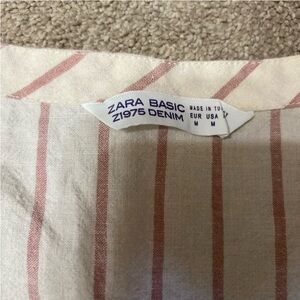 ZARA BASIC
Z1975 DENIM
MADE IN TU
EUR USA
M M